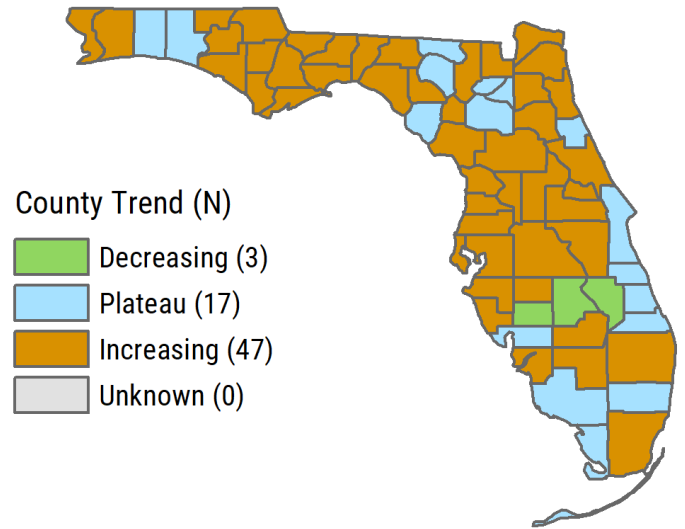 County Trend (N)
Decreasing (3)
Plateau (17)
Increasing (47)
Unknown (0)